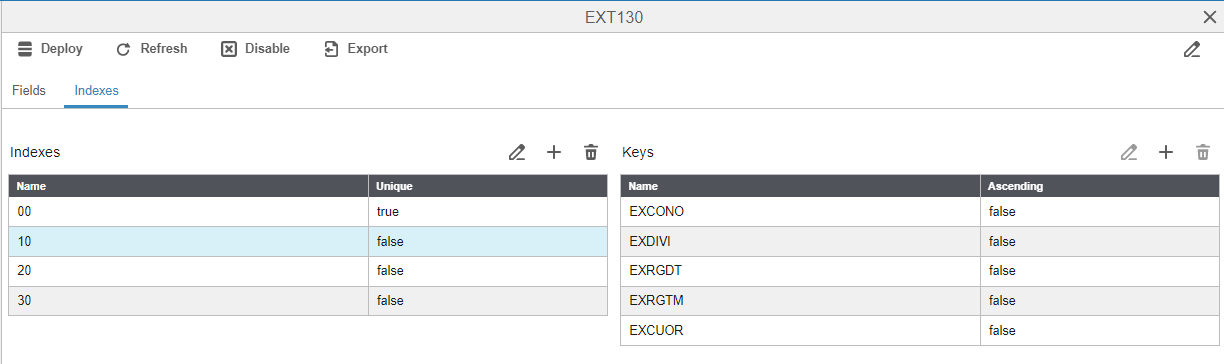 EXT130
Deploy Refresh Disable Export
Fields Indexes
Indexes
Name Unique
00 true
10 false
20 false
30 false
Keys
Name Ascending
EXCONO false
EXDIVI false
EXRGDT false
EXRGTM false
EXCUOR false